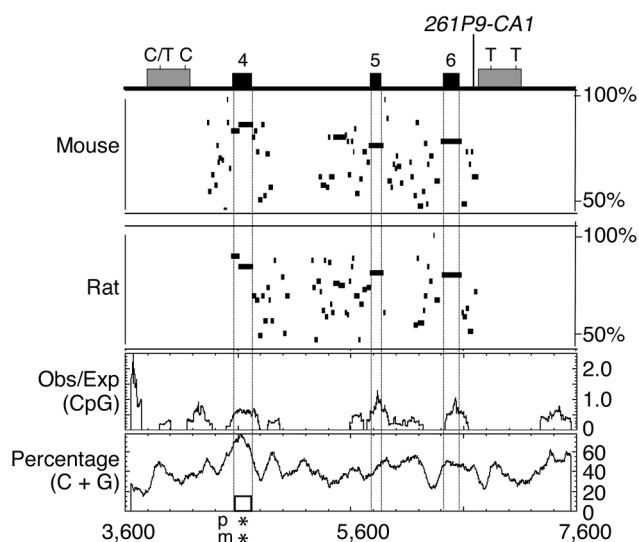 261P9-CA1
C/T C 4 5 6 T T
100%
Mouse
50%
100%
Rat
50%
Obs/Exp
(CpG)
2.0
1.0
0
Percentage
(C + G)
60
40
20
0
p *
m *
3,600 5,600 7,600